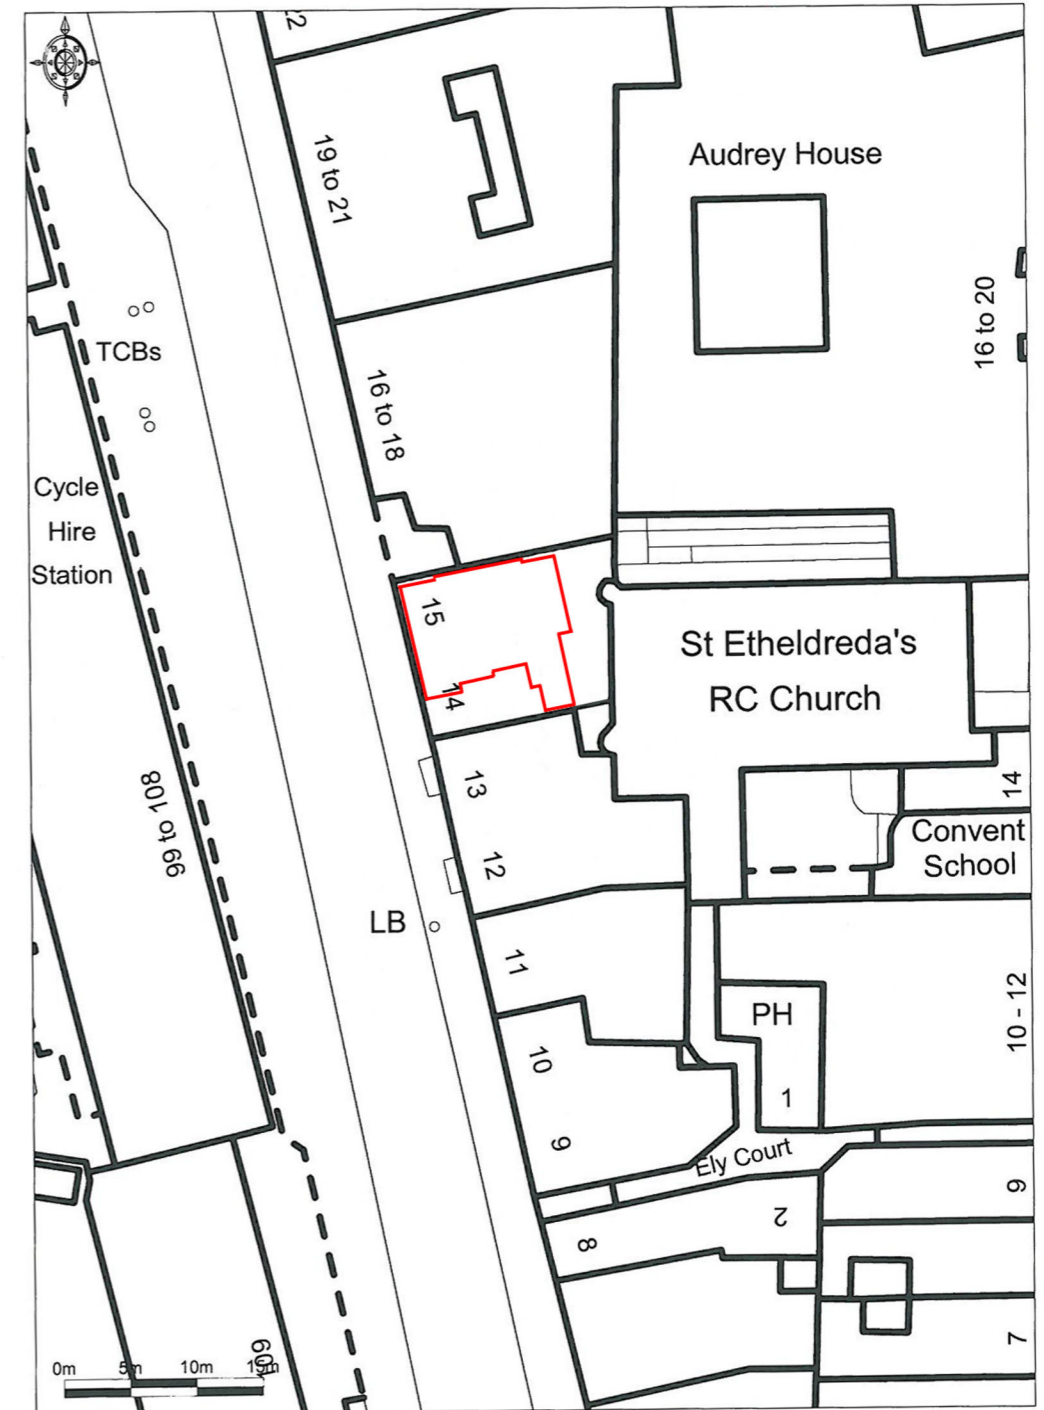 22
19 to 21
Audrey House
16 to 20
TCBs
16 to 18
Cycle
Hire
Station
15
14
St Etheldreda's
RC Church
13
14
99 to 108
12
Convent
School
LB
11
10 - 12
PH
10
1
9
Ely Court
9
2
8
7
109
0m 5m 10m 15m